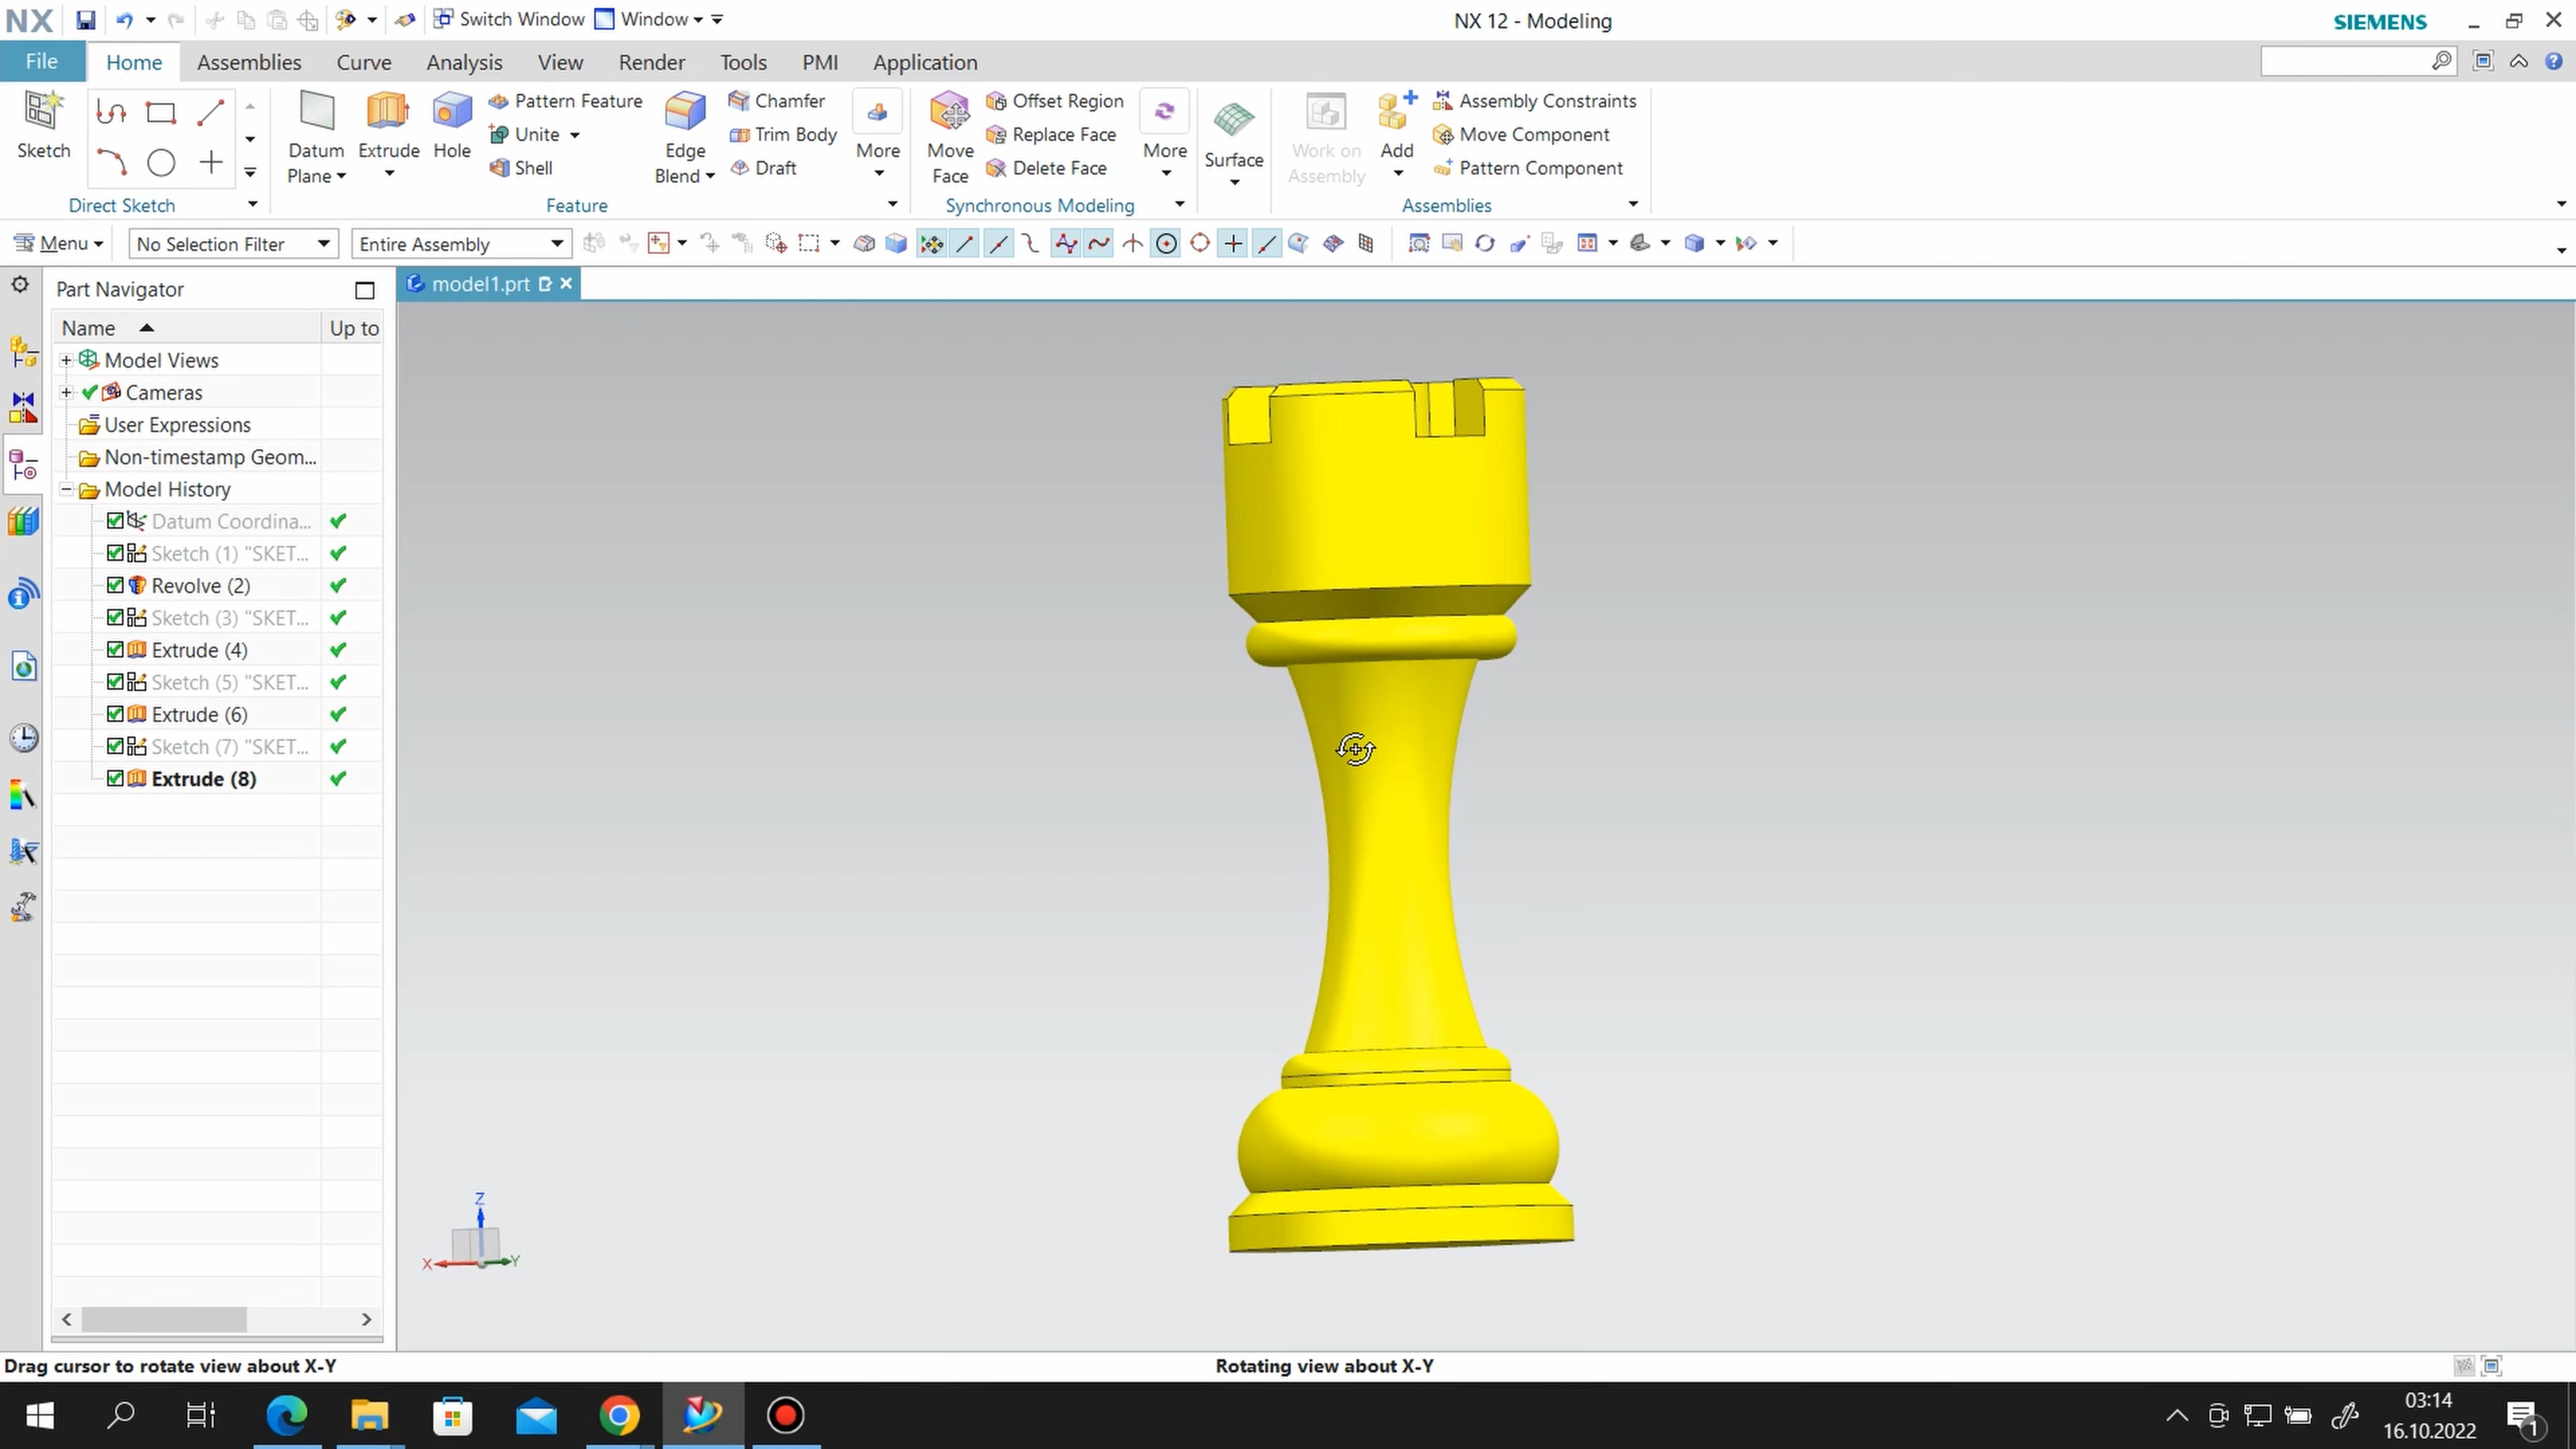 NX Switch Window Window NX 12 - Modeling SIEMENS
File Home Assemblies Curve Analysis View Render Tools PMI Application
Sketch
Direct Sketch
Datum Plane
Extrude
Hole
Pattern Feature
Unite
Shell
Edge Blend
Chamfer
Trim Body
Draft
More
Feature
Move Face
Offset Region
Replace Face
Delete Face
More
Synchronous Modeling
Surface
Work on Assembly
Add
Assembly Constraints
Move Component
Pattern Component
Assemblies
Menu No Selection Filter Entire Assembly
Part Navigator
model1.prt
Name Up to
Model Views
Cameras
User Expressions
Non-timestamp Geom...
Model History
Datum Coordina...
Sketch (1) "SKET...
Revolve (2)
Sketch (3) "SKET...
Extrude (4)
Sketch (5) "SKET...
Extrude (6)
Sketch (7) "SKET...
Extrude (8)
Z
X Y
Drag cursor to rotate view about X-Y Rotating view about X-Y
03:14
16.10.2022
1